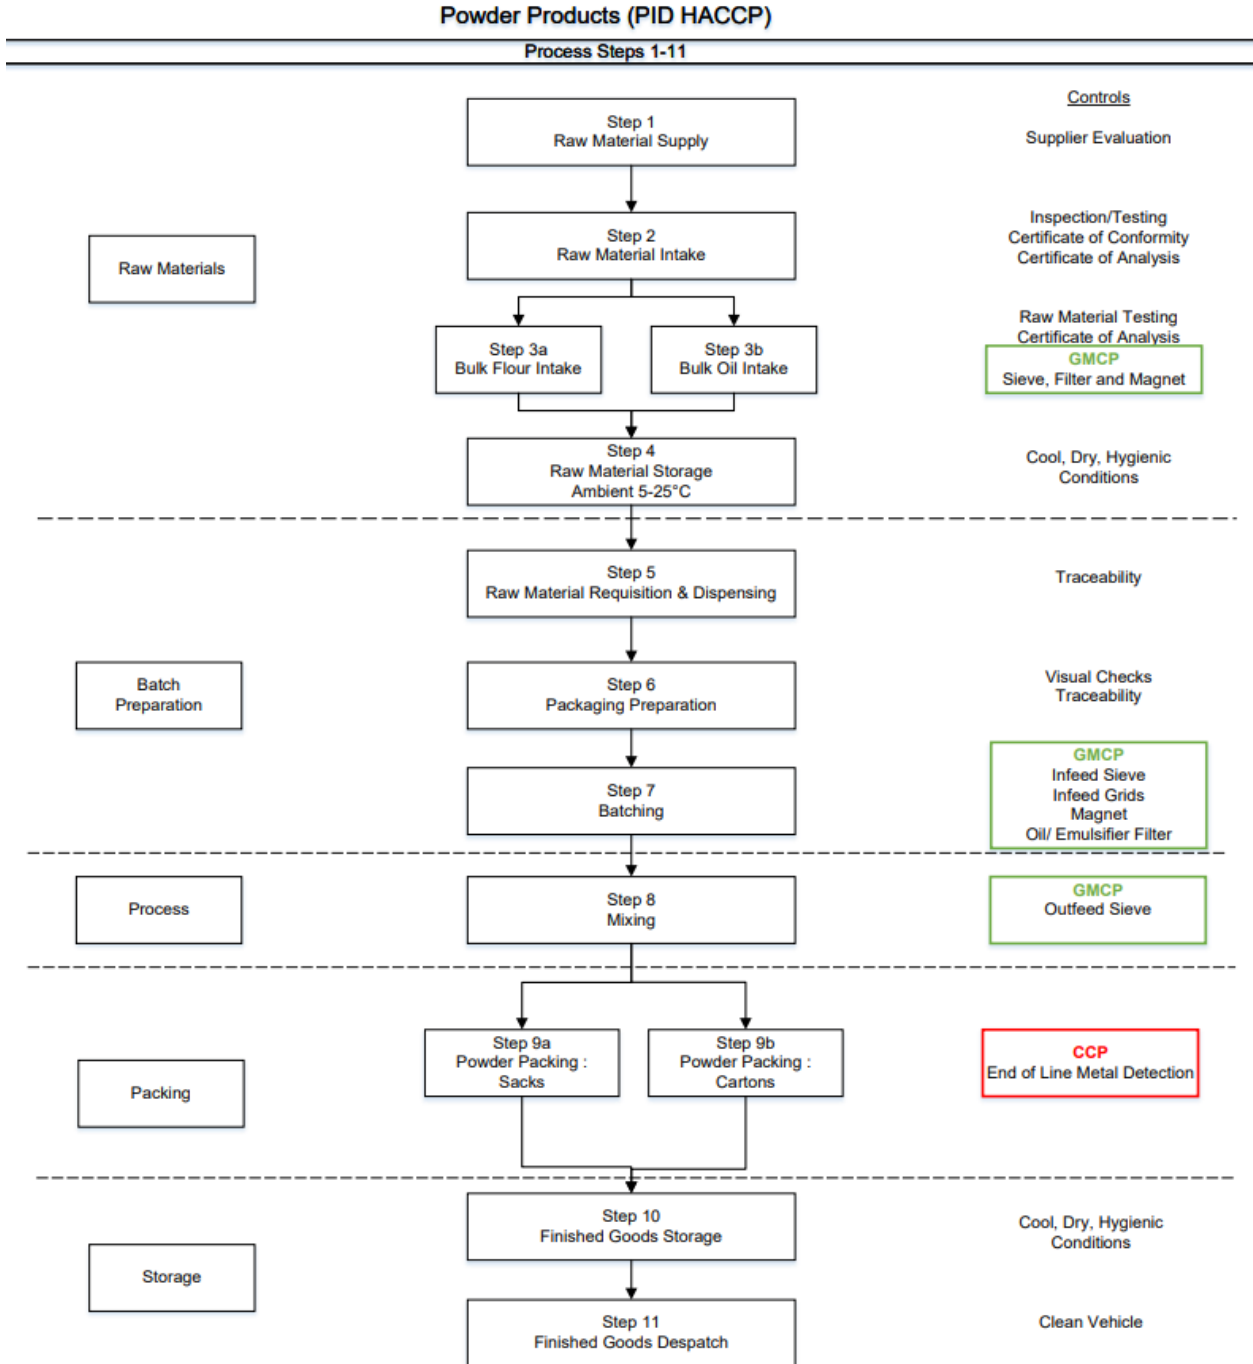 Powder Products (PID HACCP)
Process Steps 1-11
Controls
Step 1
Raw Material Supply
Supplier Evaluation
Raw Materials
Step 2
Raw Material Intake
Inspection/Testing
Certificate of Conformity
Certificate of Analysis
Step 3a
Bulk Flour Intake
Step 3b
Bulk Oil Intake
Raw Material Testing
Certificate of Analysis
GMCP
Sieve, Filter and Magnet
Step 4
Raw Material Storage
Ambient 5-25°C
Cool, Dry, Hygienic
Conditions
Step 5
Raw Material Requisition & Dispensing
Traceability
Batch
Preparation
Step 6
Packaging Preparation
Visual Checks
Traceability
Step 7
Batching
GMCP
Infeed Sieve
Infeed Grids
Magnet
Oil/ Emulsifier Filter
Process
Step 8
Mixing
GMCP
Outfeed Sieve
Packing
Step 9a
Powder Packing :
Sacks
Step 9b
Powder Packing :
Cartons
CCP
End of Line Metal Detection
Storage
Step 10
Finished Goods Storage
Cool, Dry, Hygienic
Conditions
Step 11
Finished Goods Despatch
Clean Vehicle